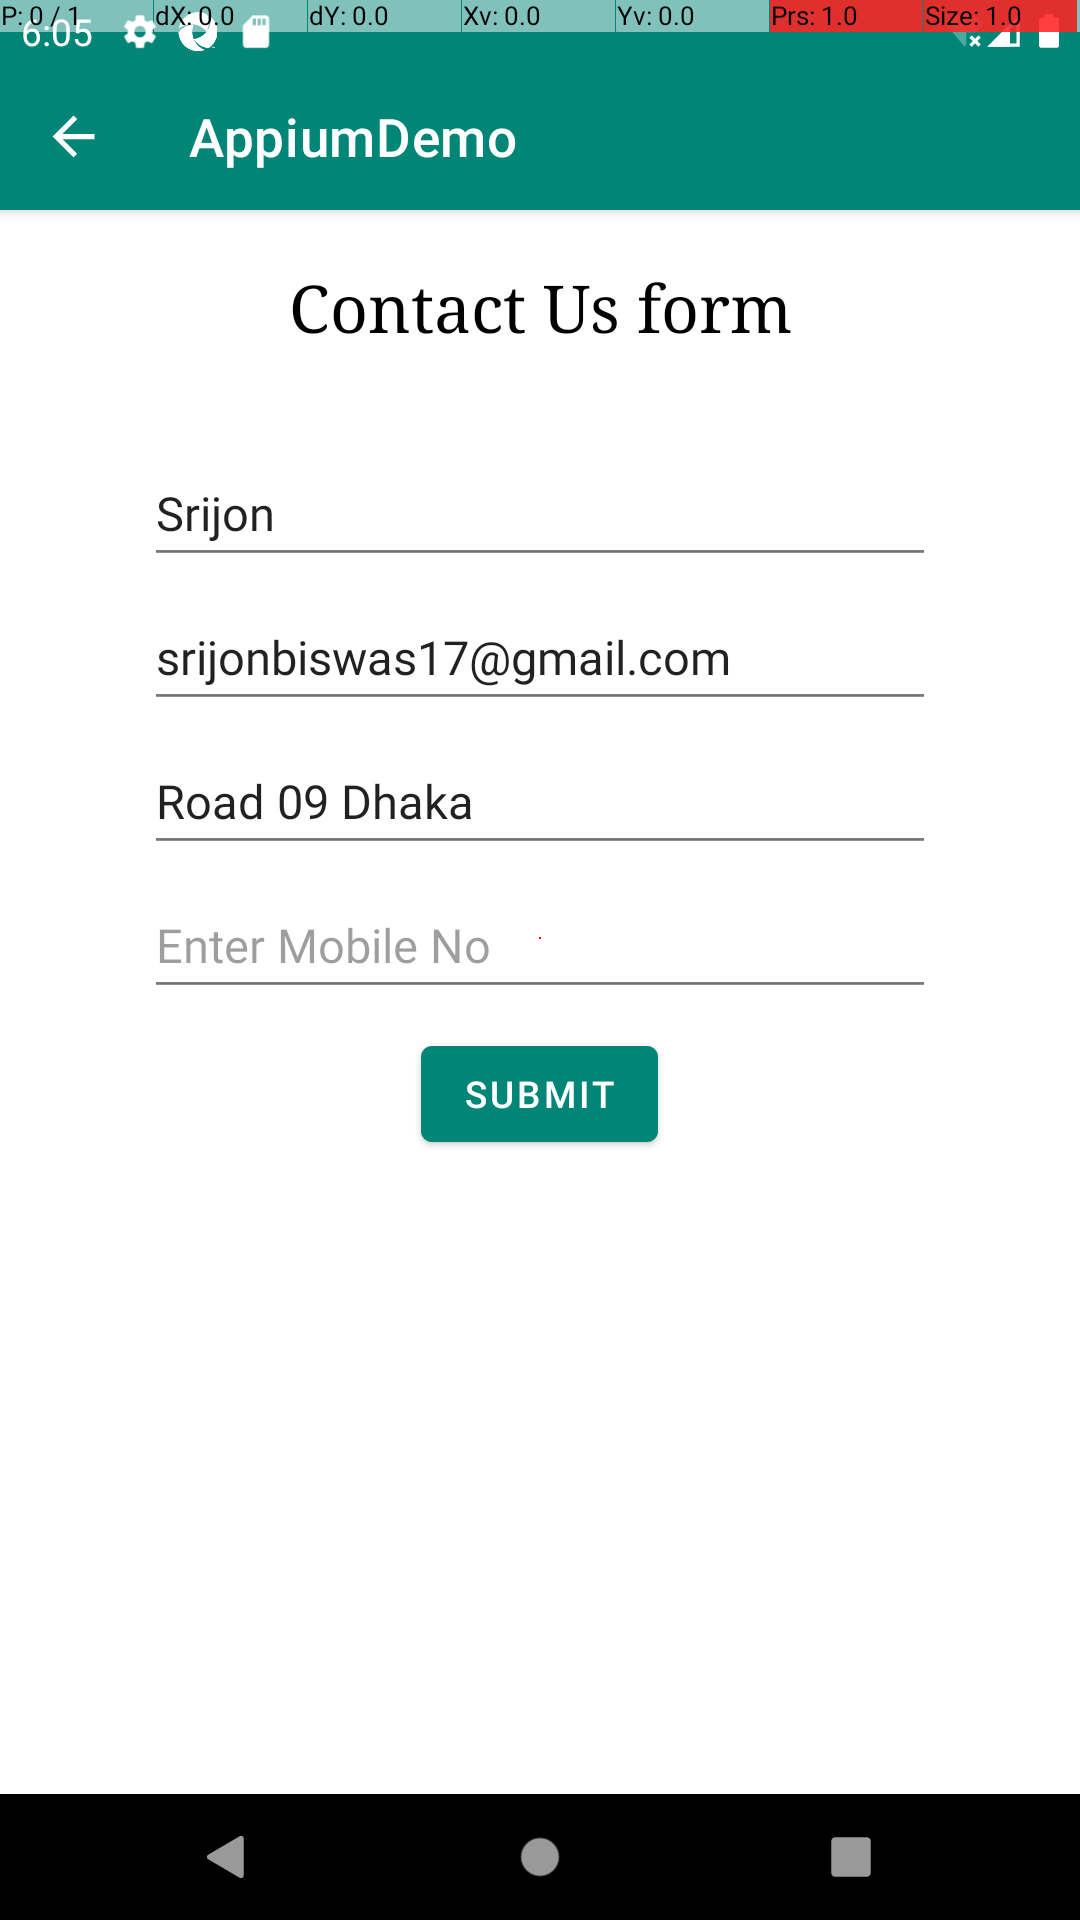 P: 0 / 1 dX: 0.0 dY: 0.0 Xv: 0.0 Yv: 0.0 Prs: 1.0 Size: 1.0
6:05
AppiumDemo
Contact Us form
Srijon
srijonbiswas17@gmail.com
Road 09 Dhaka
Enter Mobile No
SUBMIT